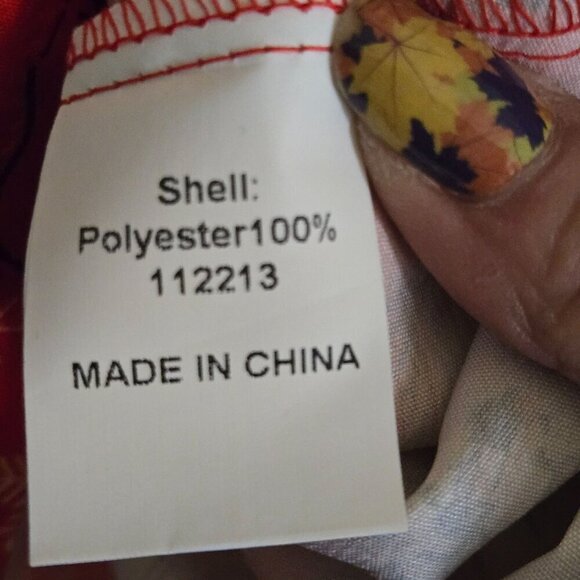 Shell:
Polyester100%
112213
MADE IN CHINA